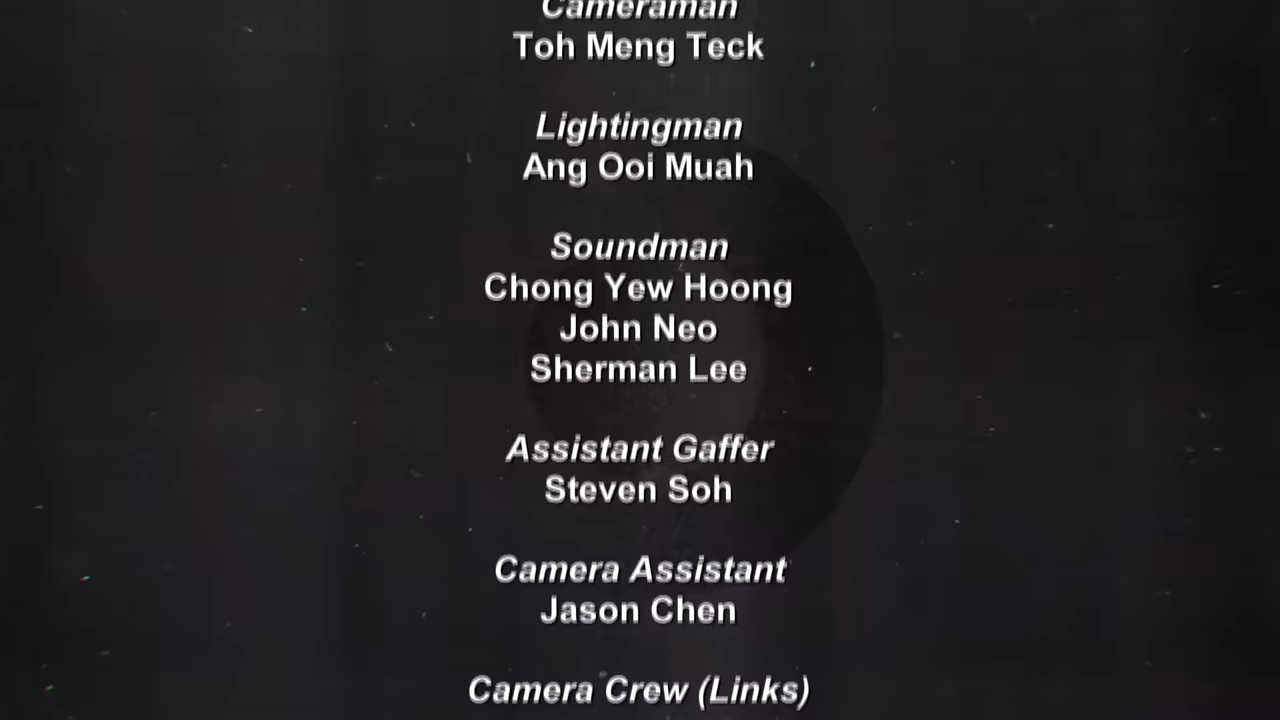 Cameraman
Toh Meng Teck
Lightingman
Ang Ooi Muah
Soundman
Chong Yew Hoong
John Neo
Sherman Lee
Assistant Gaffer
Steven Soh
Camera Assistant
Jason Chen
Camera Crew (Links)